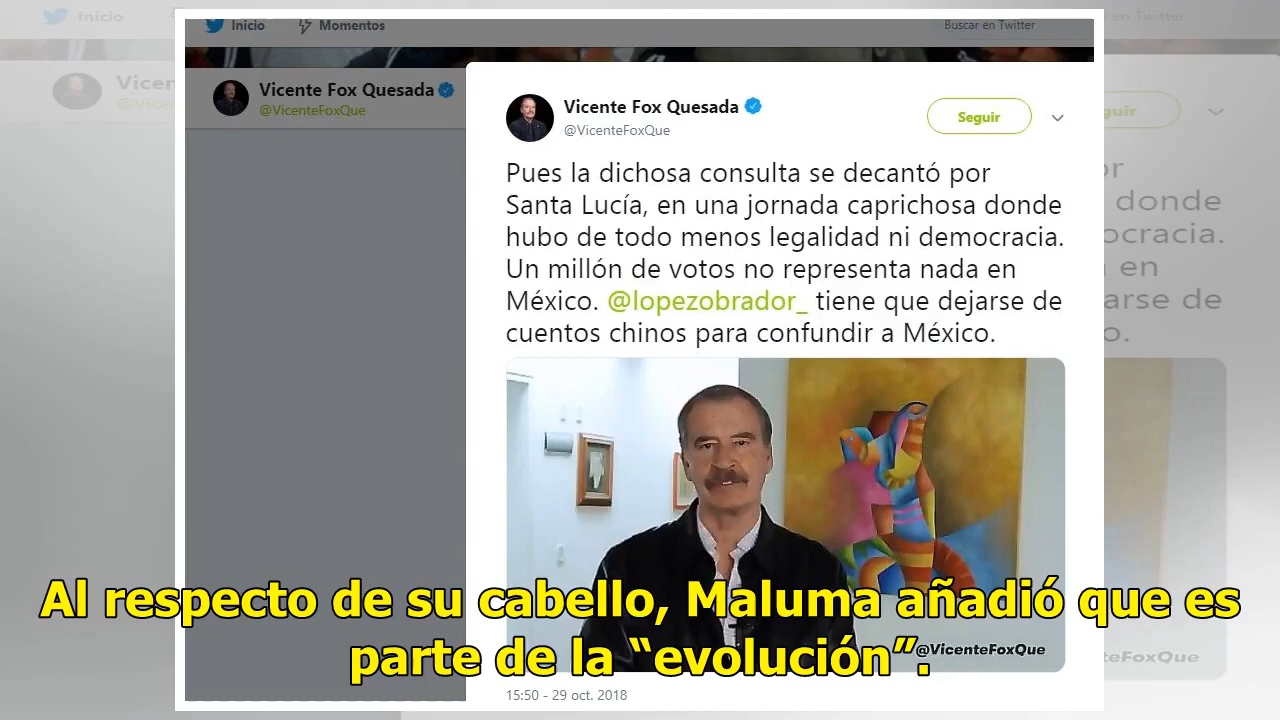 Inicio
Momentos
Buscar en Twitter
Vicente Fox Quesada
@VicenteFoxQue
Vicente Fox Quesada
@VicenteFoxQue
Seguir
Pues la dichosa consulta se decantó por
Santa Lucía, en una jornada caprichosa donde
hubo de todo menos legalidad ni democracia.
Un millón de votos no representa nada en
México. @lopezobrador_ tiene que dejarse de
cuentos chinos para confundir a México.
@VicenteFoxQue
15:50 - 29 oct. 2018
Al respecto de su cabello, Maluma añadió que es
parte de la “evolución”.